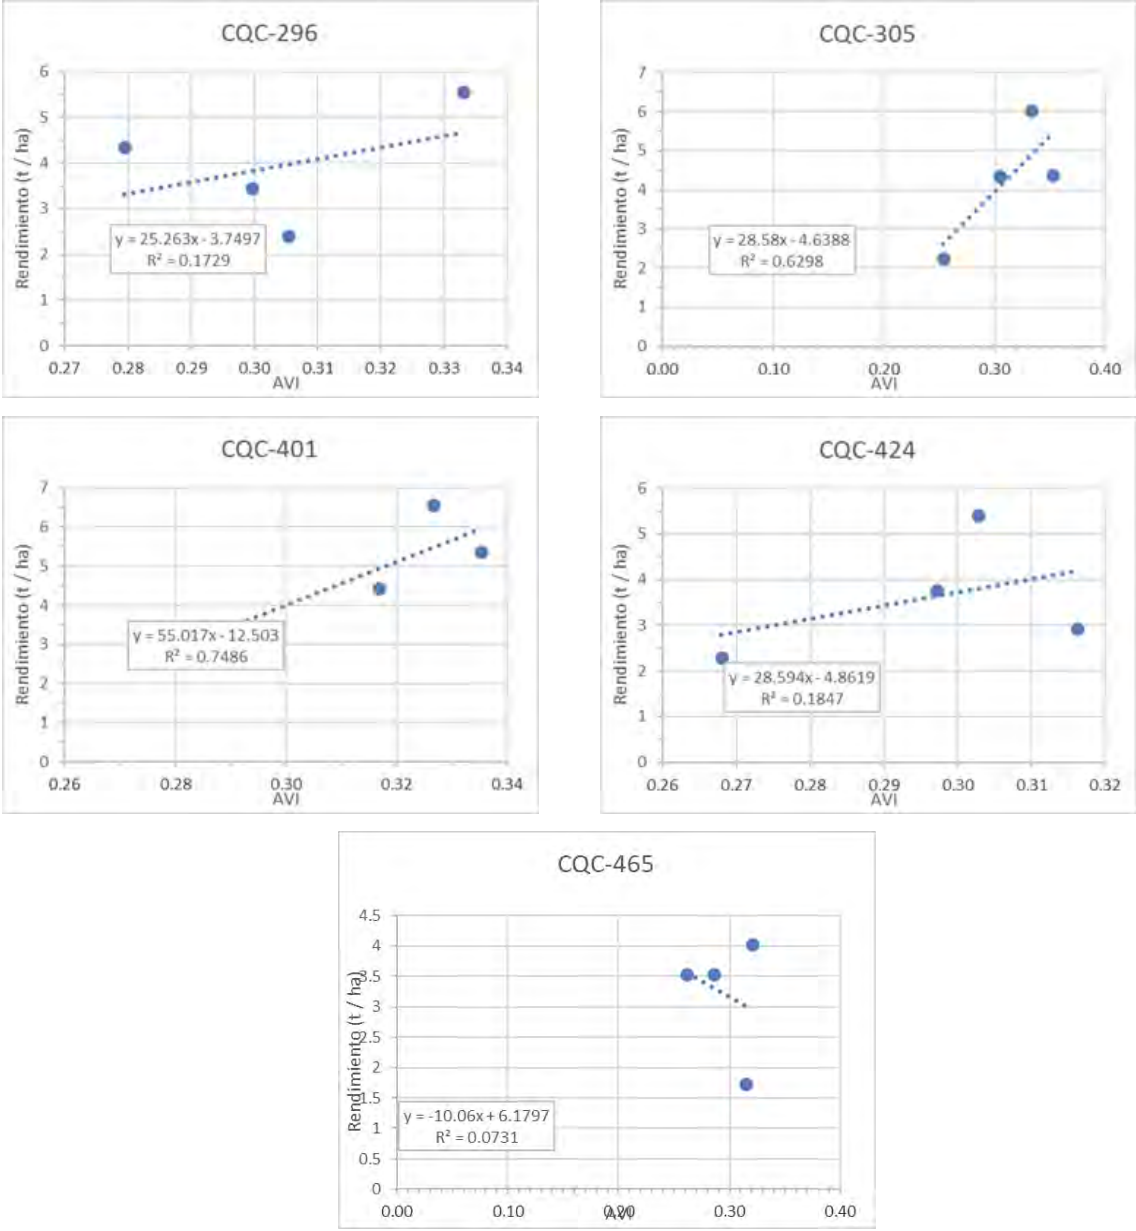 CQC-296
Rendimiento (t / ha)
6
5
4
3
2
1
0
y = 25.263x - 3.7497
R² = 0.1729
0.27 0.28 0.29 0.30 0.31 0.32 0.33 0.34
AVI
CQC-305
Rendimiento (t / ha)
7
6
5
4
3
2
1
0
y = 28.58x - 4.6388
R² = 0.6298
0.00 0.10 0.20 0.30 0.40
AVI
CQC-401
Rendimiento (t / ha)
7
6
5
4
3
2
1
0
y = 55.017x - 12.503
R² = 0.7486
0.26 0.28 0.30 0.32 0.34
AVI
CQC-424
Rendimiento (t / ha)
6
5
4
3
2
1
0
y = 28.594x - 4.8619
R² = 0.1847
0.26 0.27 0.28 0.29 0.30 0.31 0.32
AVI
CQC-465
Rendimiento (t / ha)
4.5
4
3.5
3
2.5
2
1.5
1
0.5
0
y = -10.06x + 6.1797
R² = 0.0731
0.00 0.10 0.20 0.30 0.40
AVI